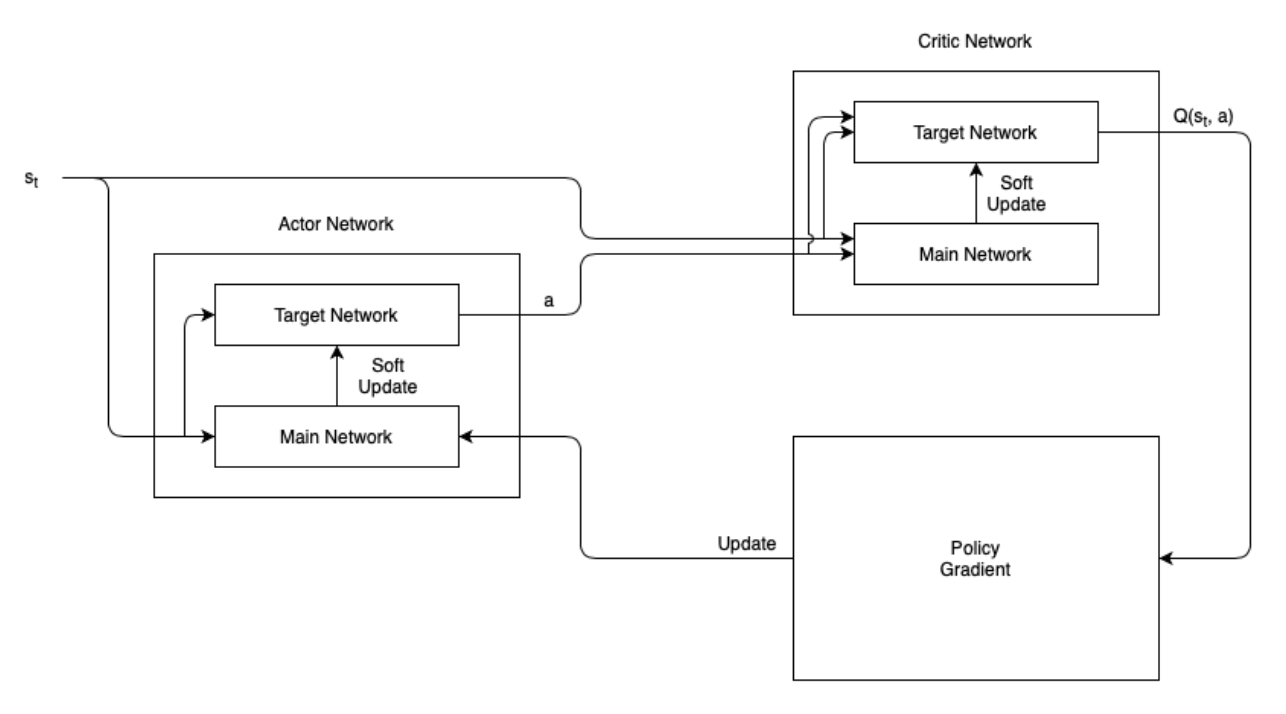 Critic Network
Target Network
Q(sₜ, a)
sₜ
Soft
Update
Actor Network
Main Network
a
Target Network
Soft
Update
Main Network
Update
Policy
Gradient